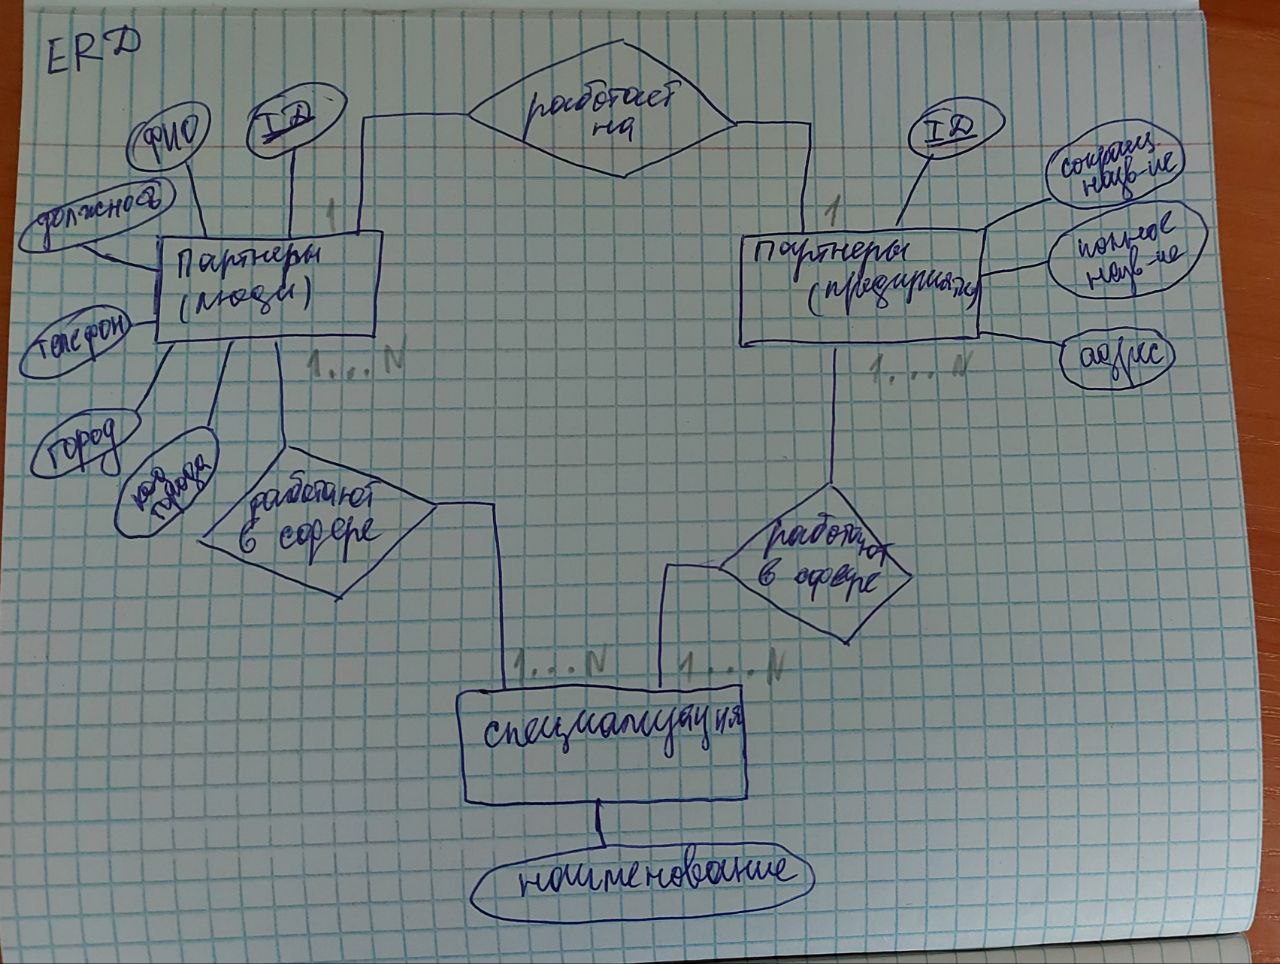 ERD
работает
на
ФИО
ID
ID
сокращ.
назв-ие
должность
1
1
Партнеры
(люди)
Партнеры
(предприятия)
полное
назв-ие
телефон
1...N
1...N
адрес
город
код
города
работают
в сфере
работают
в сфере
1...N
1...N
специализация
наименование